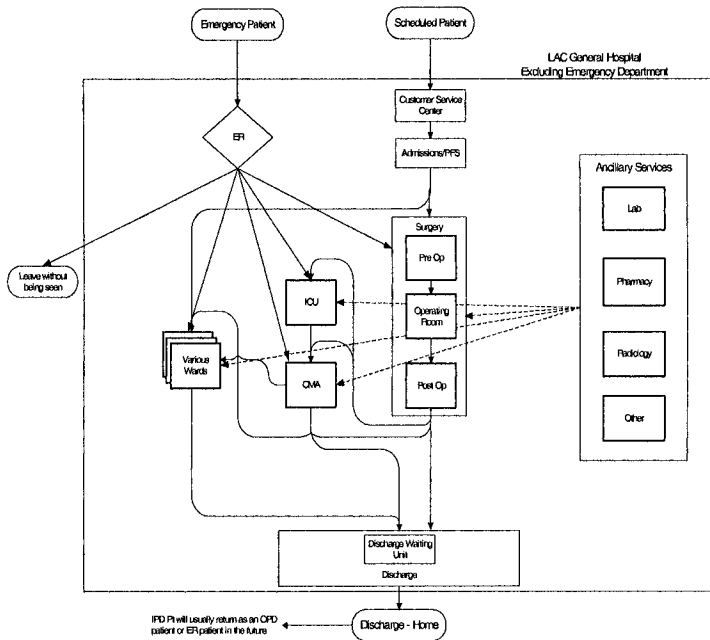 Emergency Patient
Scheduled Patient
LAC General Hospital
Excluding Emergency Department
Customer Service
Center
ER
Admissions/PFS
Ancillary Services
Lab
Surgery
Pre Op
Leave without
being seen
ICU
Operating
Room
Pharmacy
Various
Wards
CMA
Post Op
Radiology
Other
Discharge Waiting
Unit
Discharge
IPD Pt will usually return as an OPD
patient or ER patient in the future
Discharge - Home